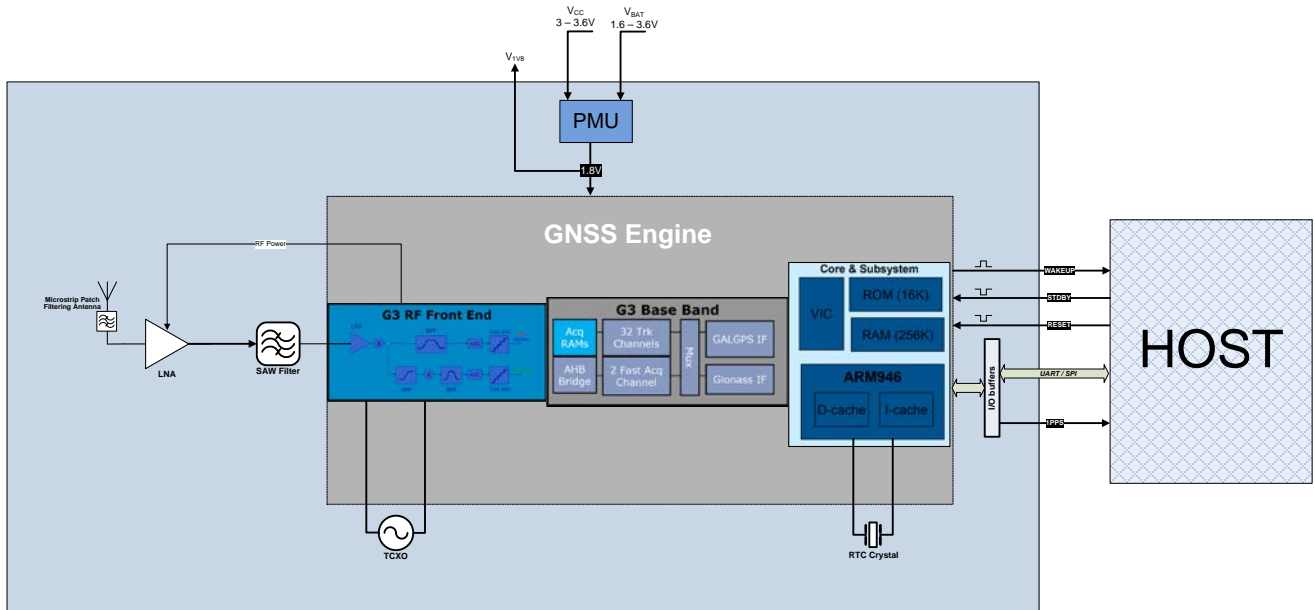 VCC
3 – 3.6V
VBAT
1.6 – 3.6V
V1V8
PMU
1.8V
GNSS Engine
RF Power
Microstrip Patch
Filtering Antenna
LNA
SAW Filter
G3 RF Front End
LNA
G3 Base Band
Acq
RAMs
32 Trk
Channels
AHB
Bridge
2 Fast Acq
Channel
Mux
GALGPS IF
Glonass IF
Core & Subsystem
VIC
ROM (16K)
RAM (256K)
ARM946
D-cache
I-cache
TCXO
RTC Crystal
WAKEUP
STDBY
RESET
I/O buffers
UART / SPI
1PPS
HOST